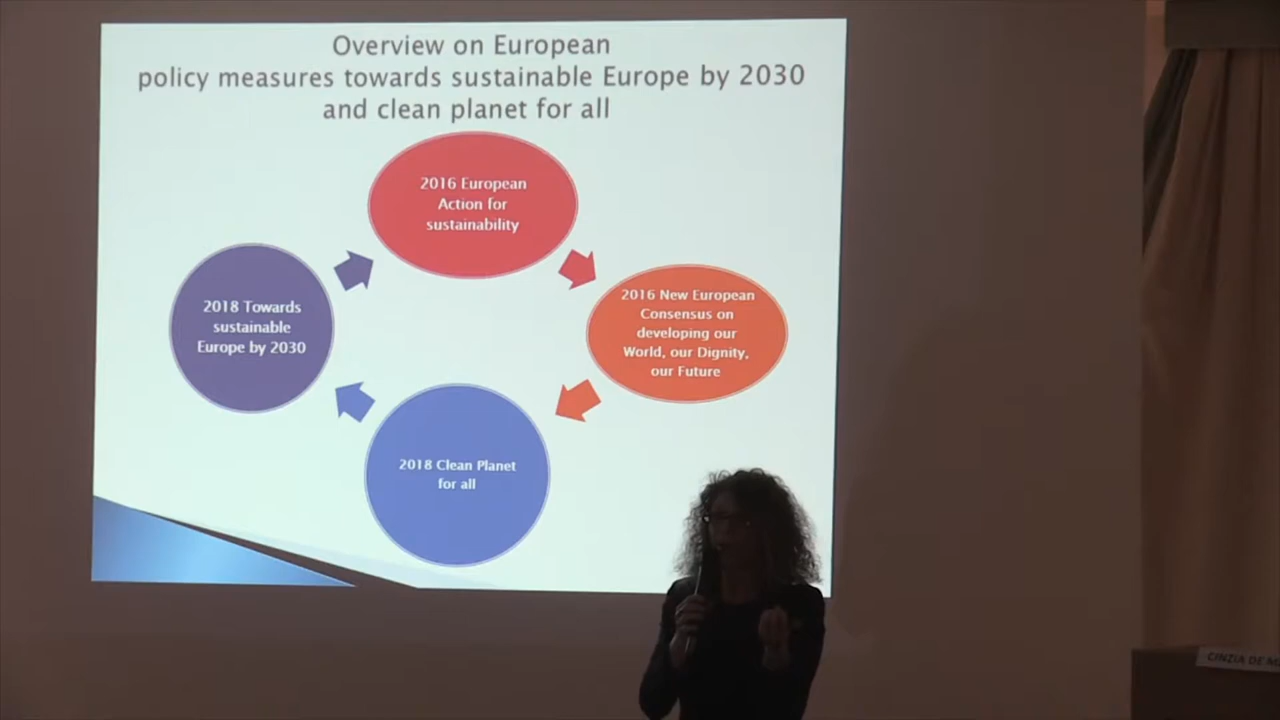 Overview on European
policy measures towards sustainable Europe by 2030
and clean planet for all
2016 European
Action for
sustainability
2016 New European
Consensus on
developing our
World, our Dignity,
our Future
2018 Clean Planet
for all
2018 Towards
sustainable
Europe by 2030
CINZIA DE